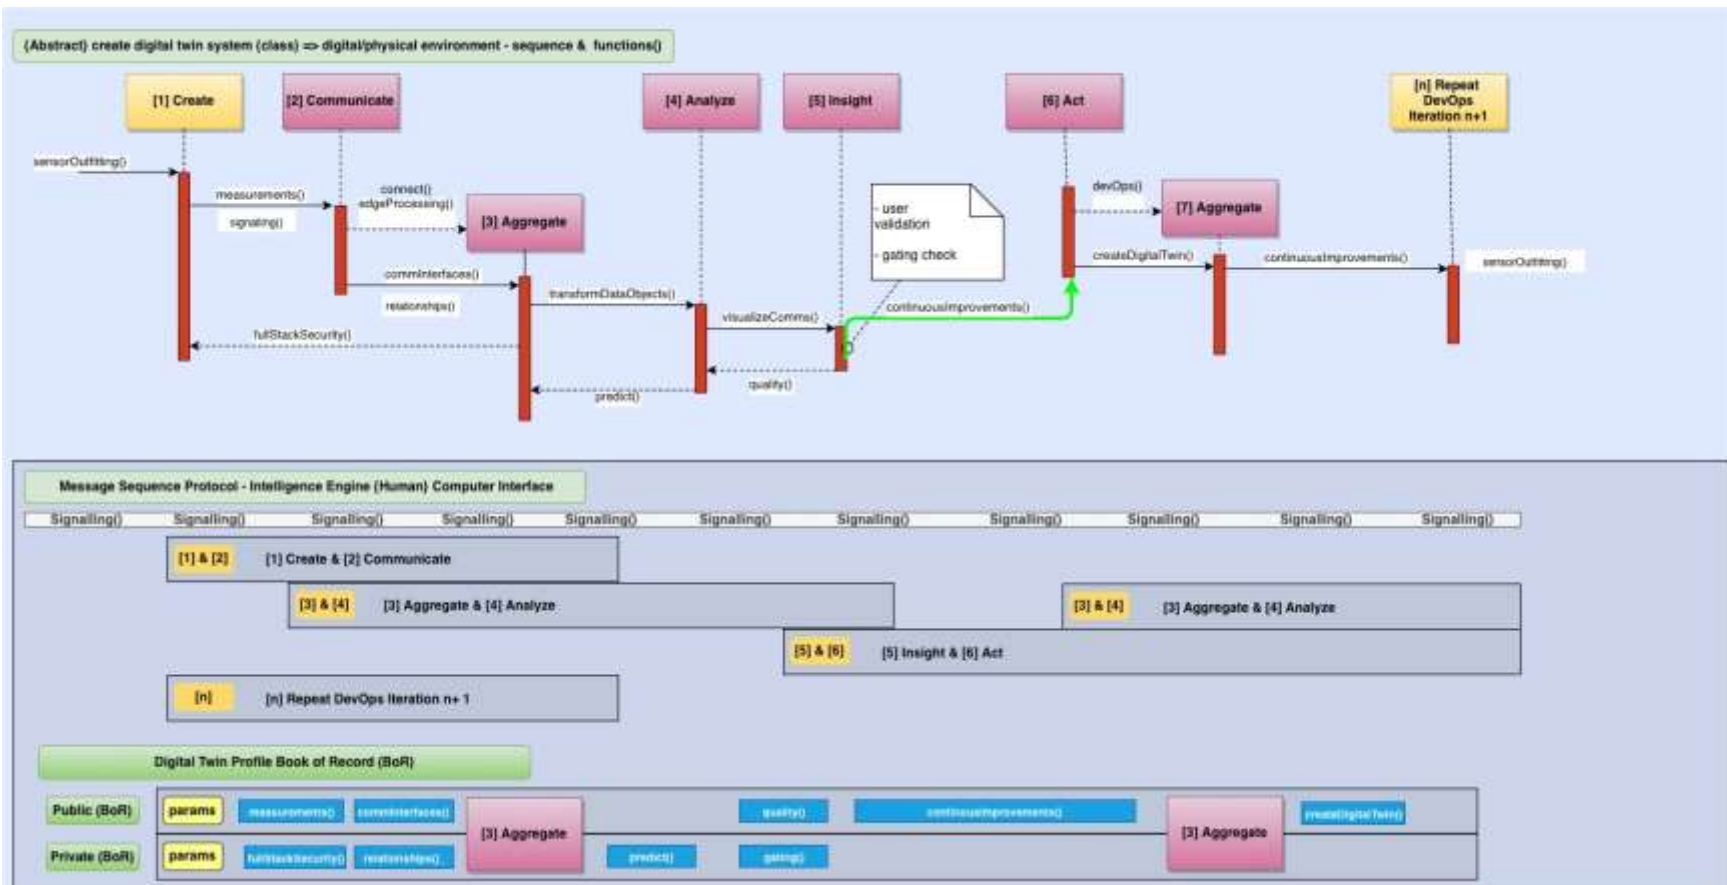 (Abstract) create digital twin system (class) => digital/physical environment - sequence & functions()
[1] Create
[2] Communicate
[4] Analyze
[5] Insight
[6] Act
[n] Repeat
DevOps
Iteration n+1
sensorOutfitting()
measurements()
signaling()
connect()
edgeProcessing()
[3] Aggregate
- user
validation
- gating check
devOps()
[7] Aggregate
commInterfaces()
relationships()
transformDataObjects()
visualizeComms()
continuousImprovements()
createDigitalTwin()
continuousImprovements()
sensorOutfitting()
fullStackSecurity()
quality()
predict()
Message Sequence Protocol - Intelligence Engine (Human) Computer Interface
Signalling() Signalling() Signalling() Signalling() Signalling() Signalling() Signalling() Signalling() Signalling() Signalling() Signalling()
[1] & [2] [1] Create & [2] Communicate
[3] & [4] [3] Aggregate & [4] Analyze [3] & [4] [3] Aggregate & [4] Analyze
[5] & [6] [5] Insight & [6] Act
[n] [n] Repeat DevOps Iteration n+ 1
Digital Twin Profile Book of Record (BoR)
Public (BoR) params measurements() commInterfaces() quality() continuousImprovements() createDigitalTwin()
[3] Aggregate [3] Aggregate
Private (BoR) params fullStackSecurity() relationships() predict() gating()